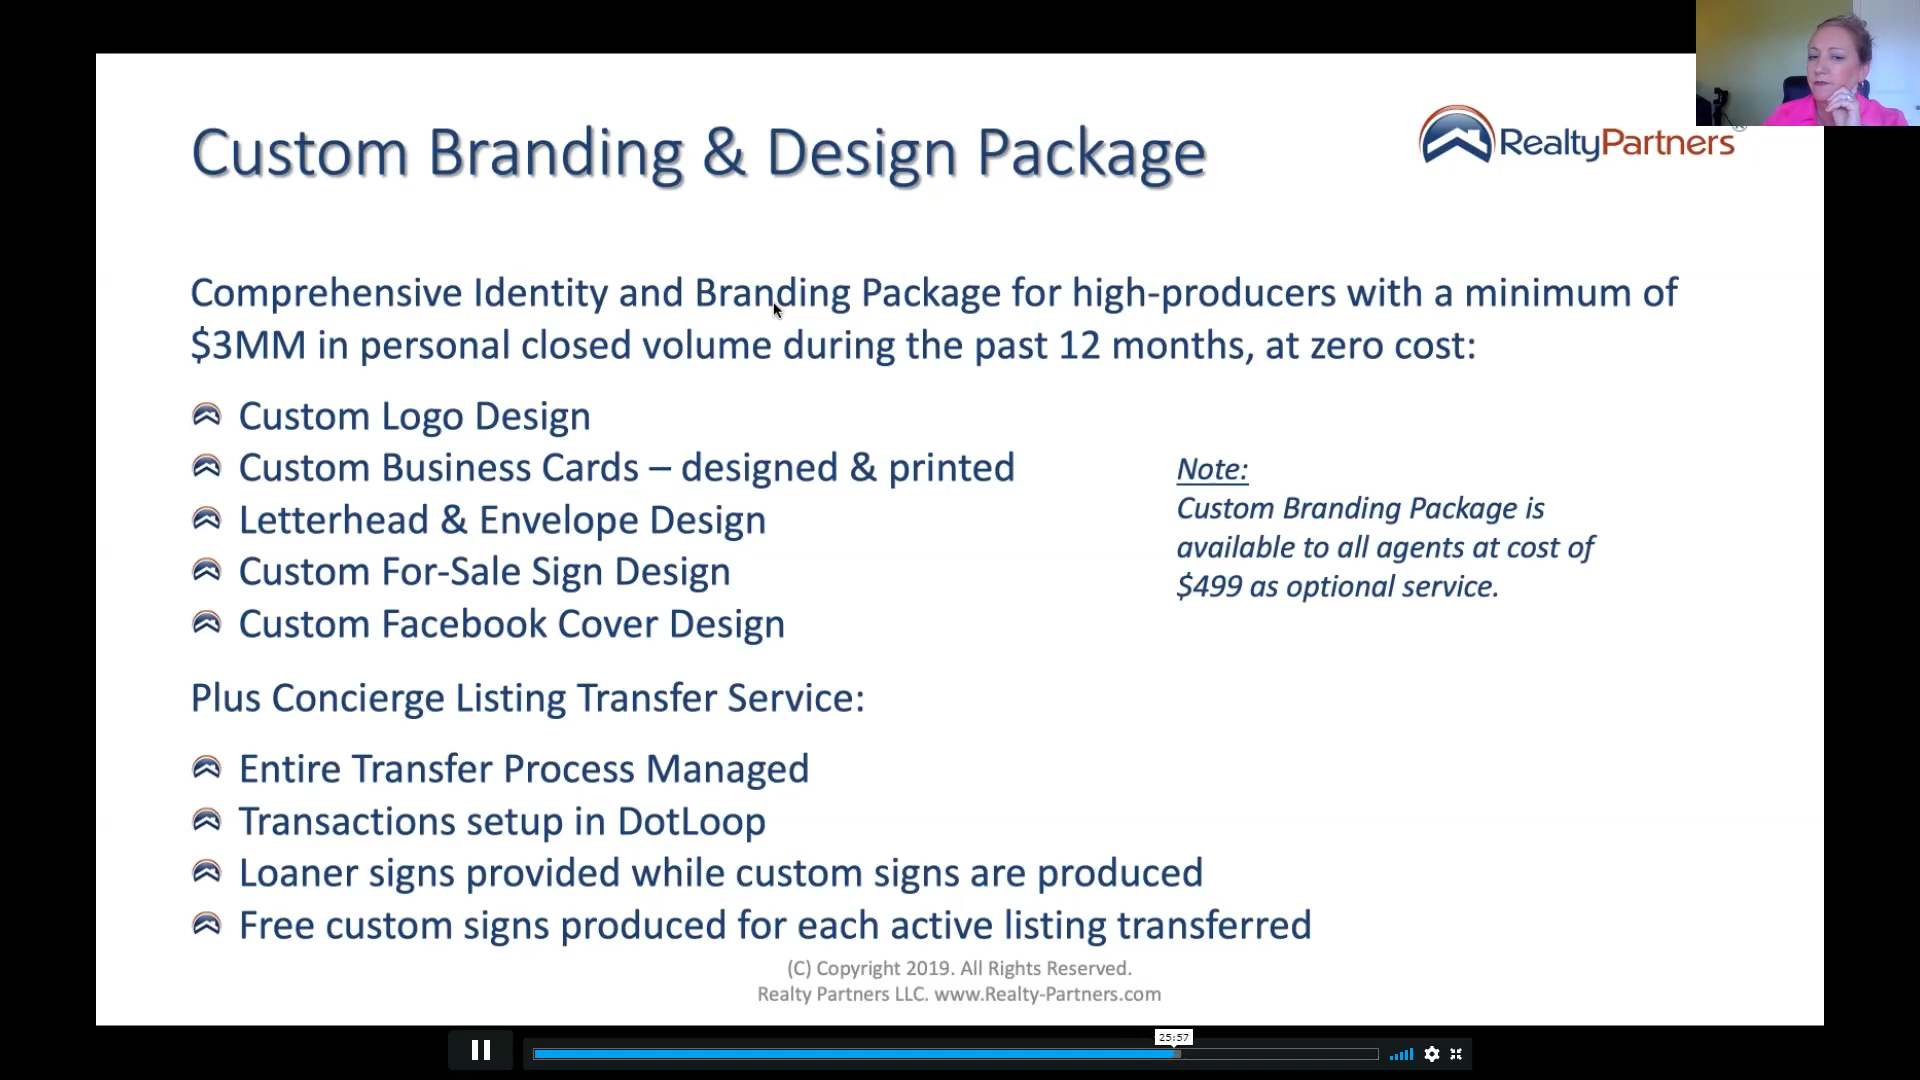 Custom Branding & Design Package
RealtyPartners
Comprehensive Identity and Branding Package for high-producers with a minimum of
$3MM in personal closed volume during the past 12 months, at zero cost:
Custom Logo Design
Custom Business Cards – designed & printed
Letterhead & Envelope Design
Custom For-Sale Sign Design
Custom Facebook Cover Design
Note:
Custom Branding Package is
available to all agents at cost of
$499 as optional service.
Plus Concierge Listing Transfer Service:
Entire Transfer Process Managed
Transactions setup in DotLoop
Loaner signs provided while custom signs are produced
Free custom signs produced for each active listing transferred
(C) Copyright 2019. All Rights Reserved.
Realty Partners LLC. www.Realty-Partners.com
25:57